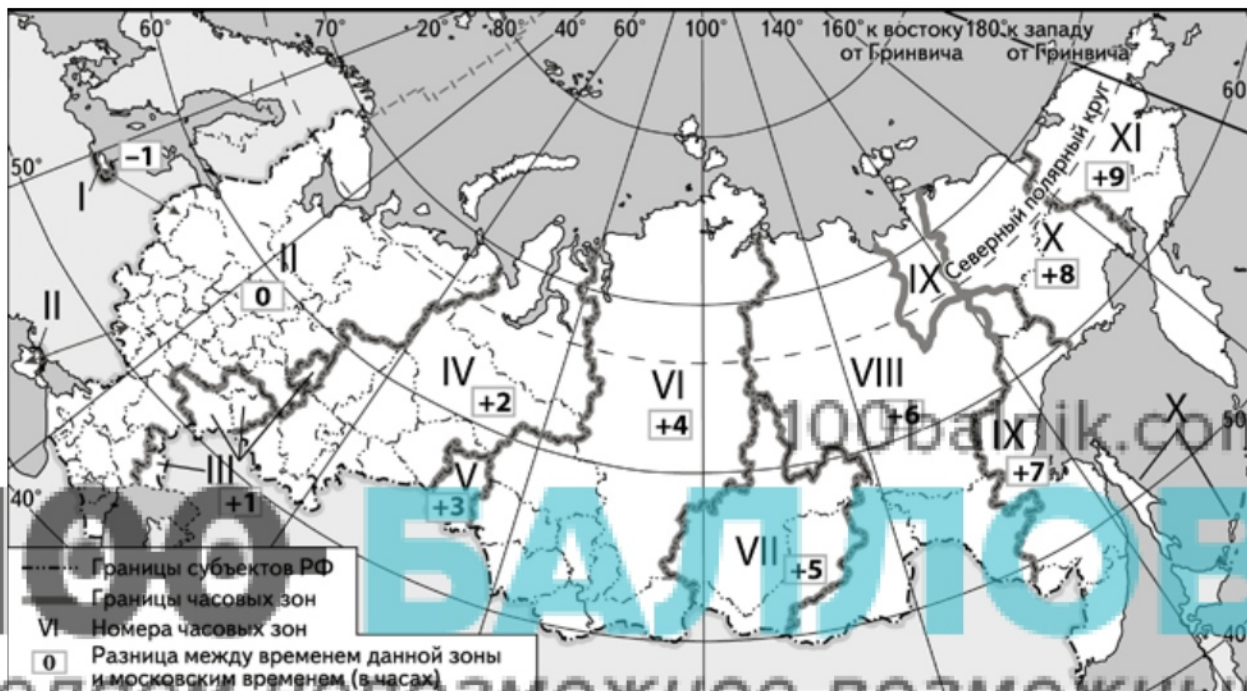 60° 70° 20° 80° 30° 40° 60° 100° 140° 160° к востоку 180° к западу
от Гринвича от Гринвича
60
50°
Северный полярный круг
–1
I
XI
+9
X
+8
II
0
IX
II
IV
+2
VI
+4
VIII
+6
X
100balnik.com
IX
+7
50
III
+1
V
+3
40°
VII
+5
ОО БАЛЛОВ
Границы субъектов РФ
Границы часовых зон
VI Номера часовых зон
0 Разница между временем данной зоны
и московским временем (в часах)
40